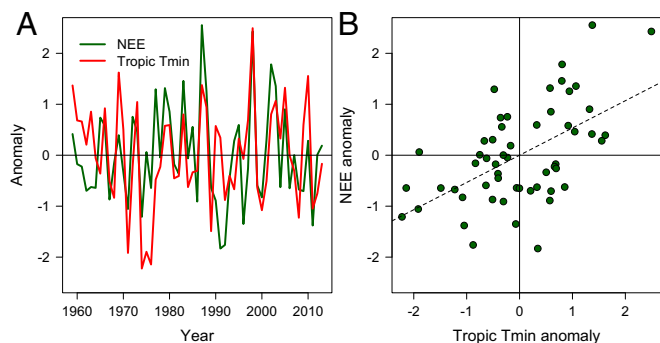 A
NEE
Tropic Tmin
2
1
0
-1
-2
Anomaly
1960 1970 1980 1990 2000 2010
Year
B
2
1
0
-1
-2
NEE anomaly
-2 -1 0 1 2
Tropic Tmin anomaly